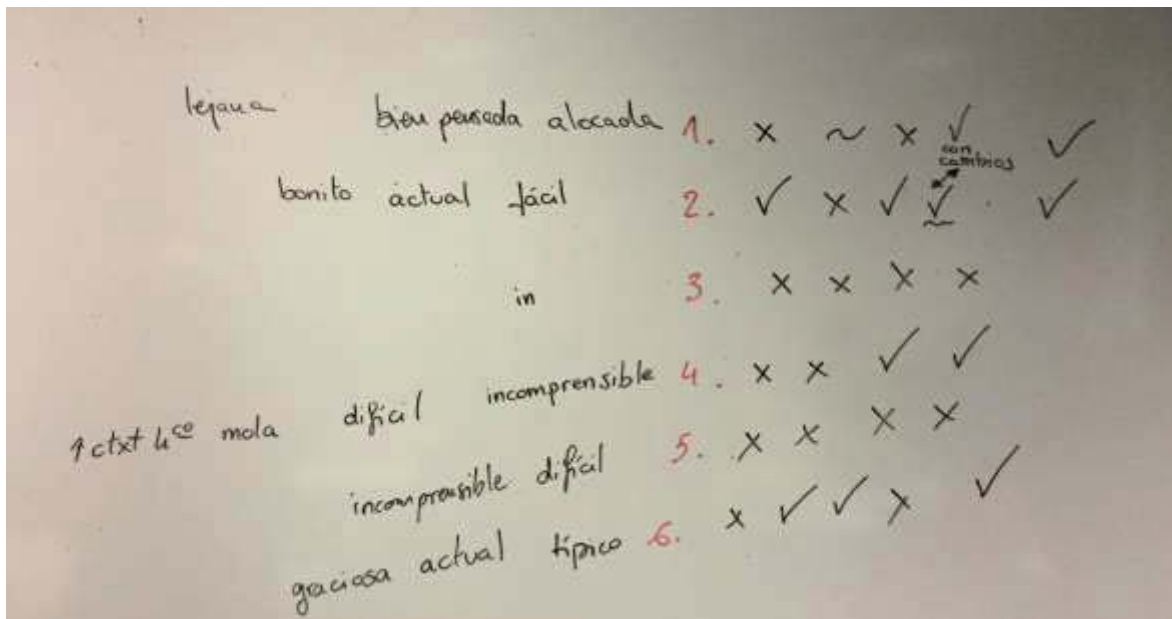 lejana bien pensada alocada 1. x ~ x ✓ ✓
con cambios
bonito actual fácil 2. ✓ x ✓ ✓ ✓
~
in 3. x x x x
↑ ctxt hco mola difícil incomprensible 4. x x ✓ ✓
incomprensible difícil 5. x x x x
graciosa actual típico 6. x ✓ ✓ x ✓